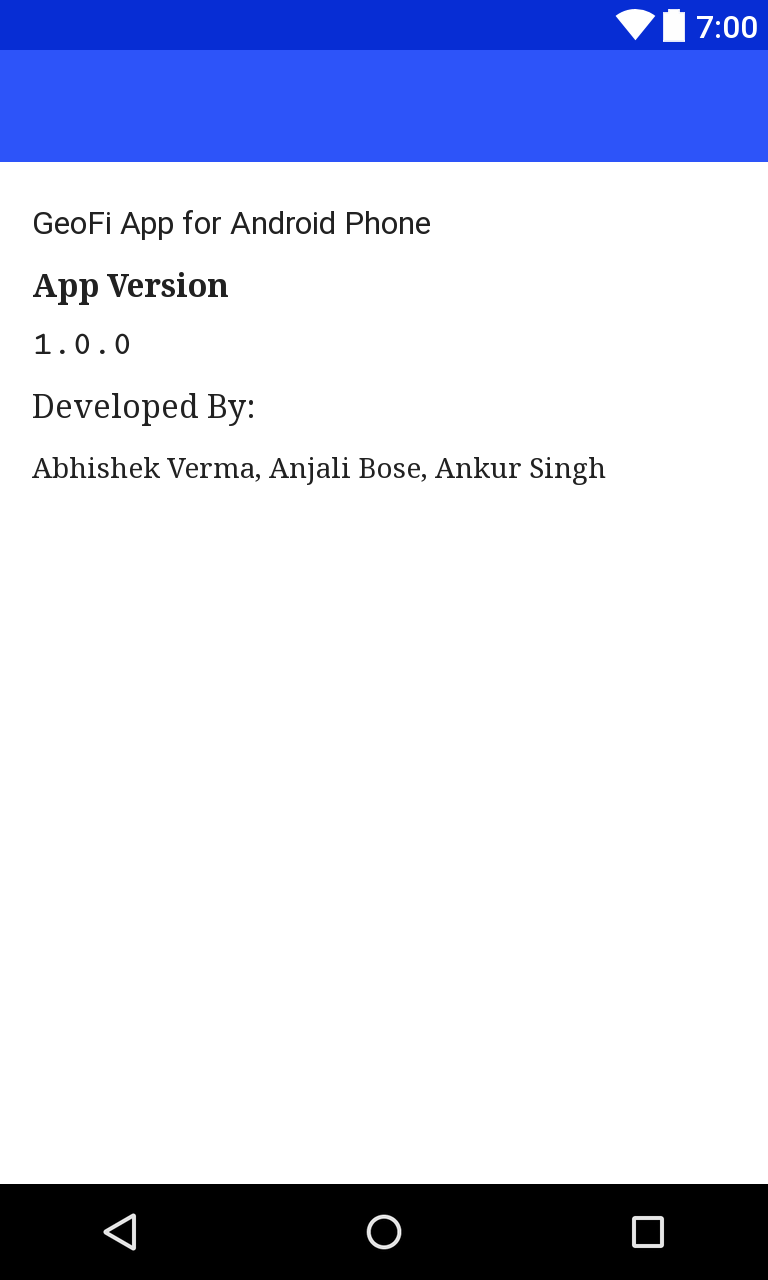 7:00
GeoFi App for Android Phone
App Version
1.0.0
Developed By:
Abhishek Verma, Anjali Bose, Ankur Singh